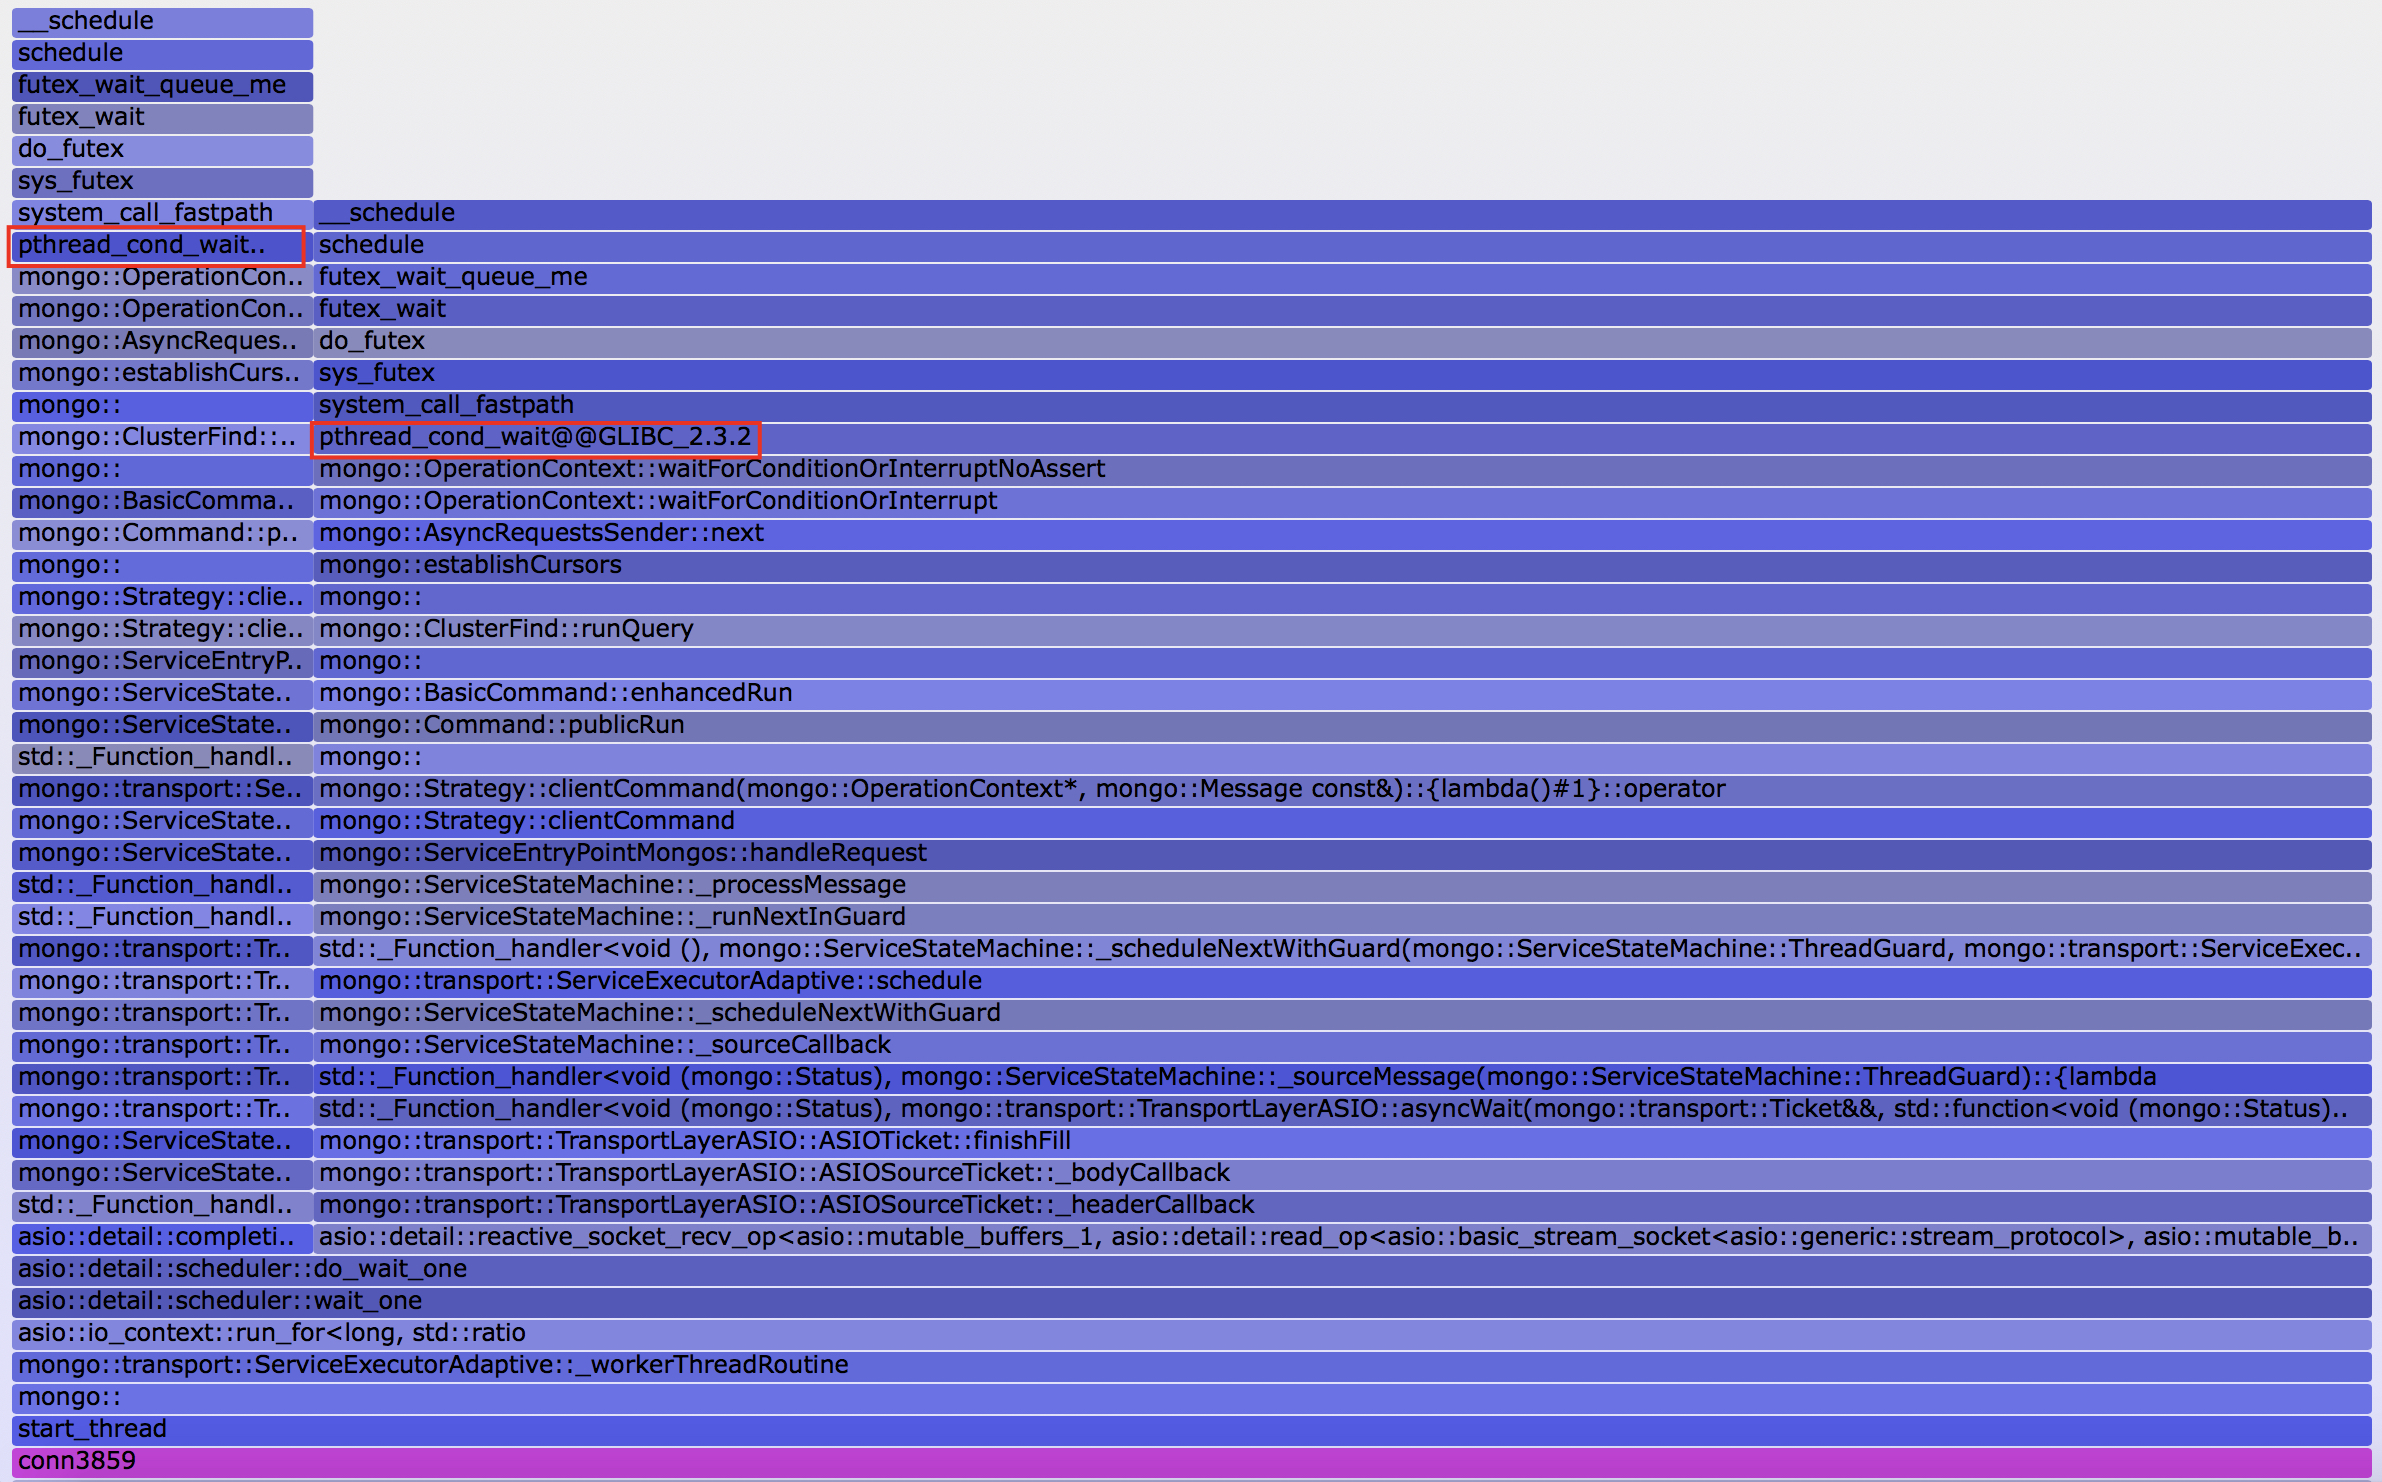 __schedule
schedule
futex_wait_queue_me
futex_wait
do_futex
sys_futex
system_call_fastpath __schedule
pthread_cond_wait.. schedule
mongo::OperationCon.. futex_wait_queue_me
mongo::OperationCon.. futex_wait
mongo::AsyncReques.. do_futex
mongo::establishCurs.. sys_futex
mongo:: system_call_fastpath
mongo::ClusterFind::.. pthread_cond_wait@@GLIBC_2.3.2
mongo:: mongo::OperationContext::waitForConditionOrInterruptNoAssert
mongo::BasicComma.. mongo::OperationContext::waitForConditionOrInterrupt
mongo::Command::p.. mongo::AsyncRequestsSender::next
mongo:: mongo::establishCursors
mongo::Strategy::clie.. mongo::
mongo::Strategy::clie.. mongo::ClusterFind::runQuery
mongo::ServiceEntryP.. mongo::
mongo::ServiceState.. mongo::BasicCommand::enhancedRun
mongo::ServiceState.. mongo::Command::publicRun
std::_Function_handl.. mongo::
mongo::transport::Se.. mongo::Strategy::clientCommand(mongo::OperationContext*, mongo::Message const&)::{lambda()#1}::operator
mongo::ServiceState.. mongo::Strategy::clientCommand
mongo::ServiceState.. mongo::ServiceEntryPointMongos::handleRequest
std::_Function_handl.. mongo::ServiceStateMachine::_processMessage
std::_Function_handl.. mongo::ServiceStateMachine::_runNextInGuard
mongo::transport::Tr.. std::_Function_handler<void (), mongo::ServiceStateMachine::_scheduleNextWithGuard(mongo::ServiceStateMachine::ThreadGuard, mongo::transport::ServiceExec..
mongo::transport::Tr.. mongo::transport::ServiceExecutorAdaptive::schedule
mongo::transport::Tr.. mongo::ServiceStateMachine::_scheduleNextWithGuard
mongo::transport::Tr.. mongo::ServiceStateMachine::_sourceCallback
mongo::transport::Tr.. std::_Function_handler<void (mongo::Status), mongo::ServiceStateMachine::_sourceMessage(mongo::ServiceStateMachine::ThreadGuard)::{lambda
mongo::transport::Tr.. std::_Function_handler<void (mongo::Status), mongo::transport::TransportLayerASIO::asyncWait(mongo::transport::Ticket&&, std::function<void (mongo::Status)..
mongo::ServiceState.. mongo::transport::TransportLayerASIO::ASIOTicket::finishFill
mongo::ServiceState.. mongo::transport::TransportLayerASIO::ASIOSourceTicket::_bodyCallback
std::_Function_handl.. mongo::transport::TransportLayerASIO::ASIOSourceTicket::_headerCallback
asio::detail::completi.. asio::detail::reactive_socket_recv_op<asio::mutable_buffers_1, asio::detail::read_op<asio::basic_stream_socket<asio::generic::stream_protocol>, asio::mutable_b..
asio::detail::scheduler::do_wait_one
asio::detail::scheduler::wait_one
asio::io_context::run_for<long, std::ratio
mongo::transport::ServiceExecutorAdaptive::_workerThreadRoutine
mongo::
start_thread
conn3859